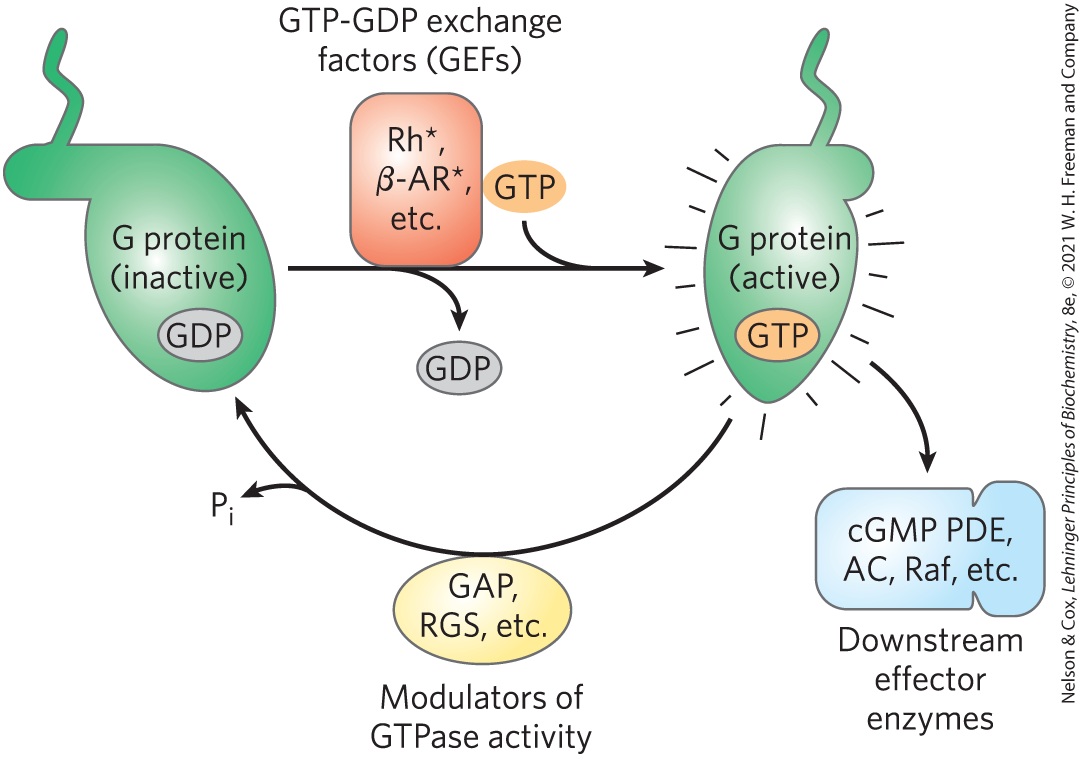 GTP-GDP exchange
factors (GEFs)
Rh*,
β-AR*,
etc.
GTP
G protein
(inactive)
GDP
GDP
G protein
(active)
GTP
Pi
GAP,
RGS, etc.
Modulators of
GTPase activity
cGMP PDE,
AC, Raf, etc.
Downstream
effector
enzymes
Nelson & Cox, Lehninger Principles of Biochemistry, 8e, © 2021 W. H. Freeman and Company